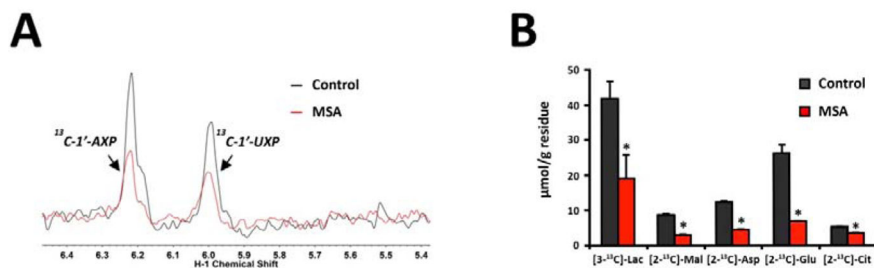 A
Control
MSA
¹³C-1'-AXP
¹³C-1'-UXP
6.4 6.3 6.2 6.1 6.0 5.9 5.8 5.7 5.6 5.5 5.4
H-1 Chemical Shift
B
µmol/g residue
50
40
30
20
10
0
Control
MSA
*
*
*
*
*
[3-¹³C]-Lac [2-¹³C]-Mal [2-¹³C]-Asp [2-¹³C]-Glu [2-¹³C]-Cit